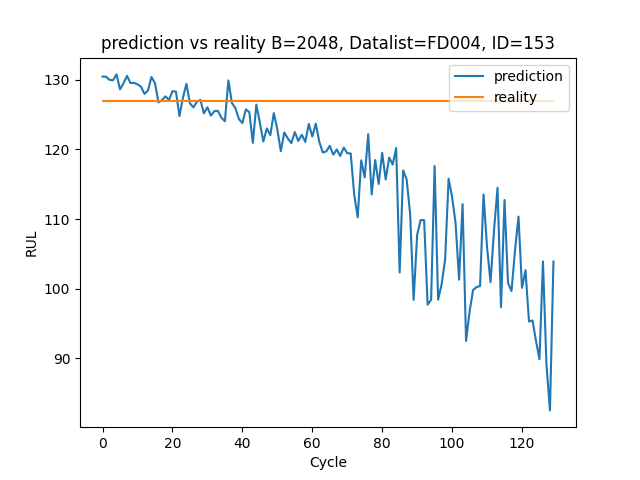 prediction vs reality B=2048, Datalist=FD004, ID=153
prediction
reality
130
120
110
100
90
RUL
0 20 40 60 80 100 120
Cycle